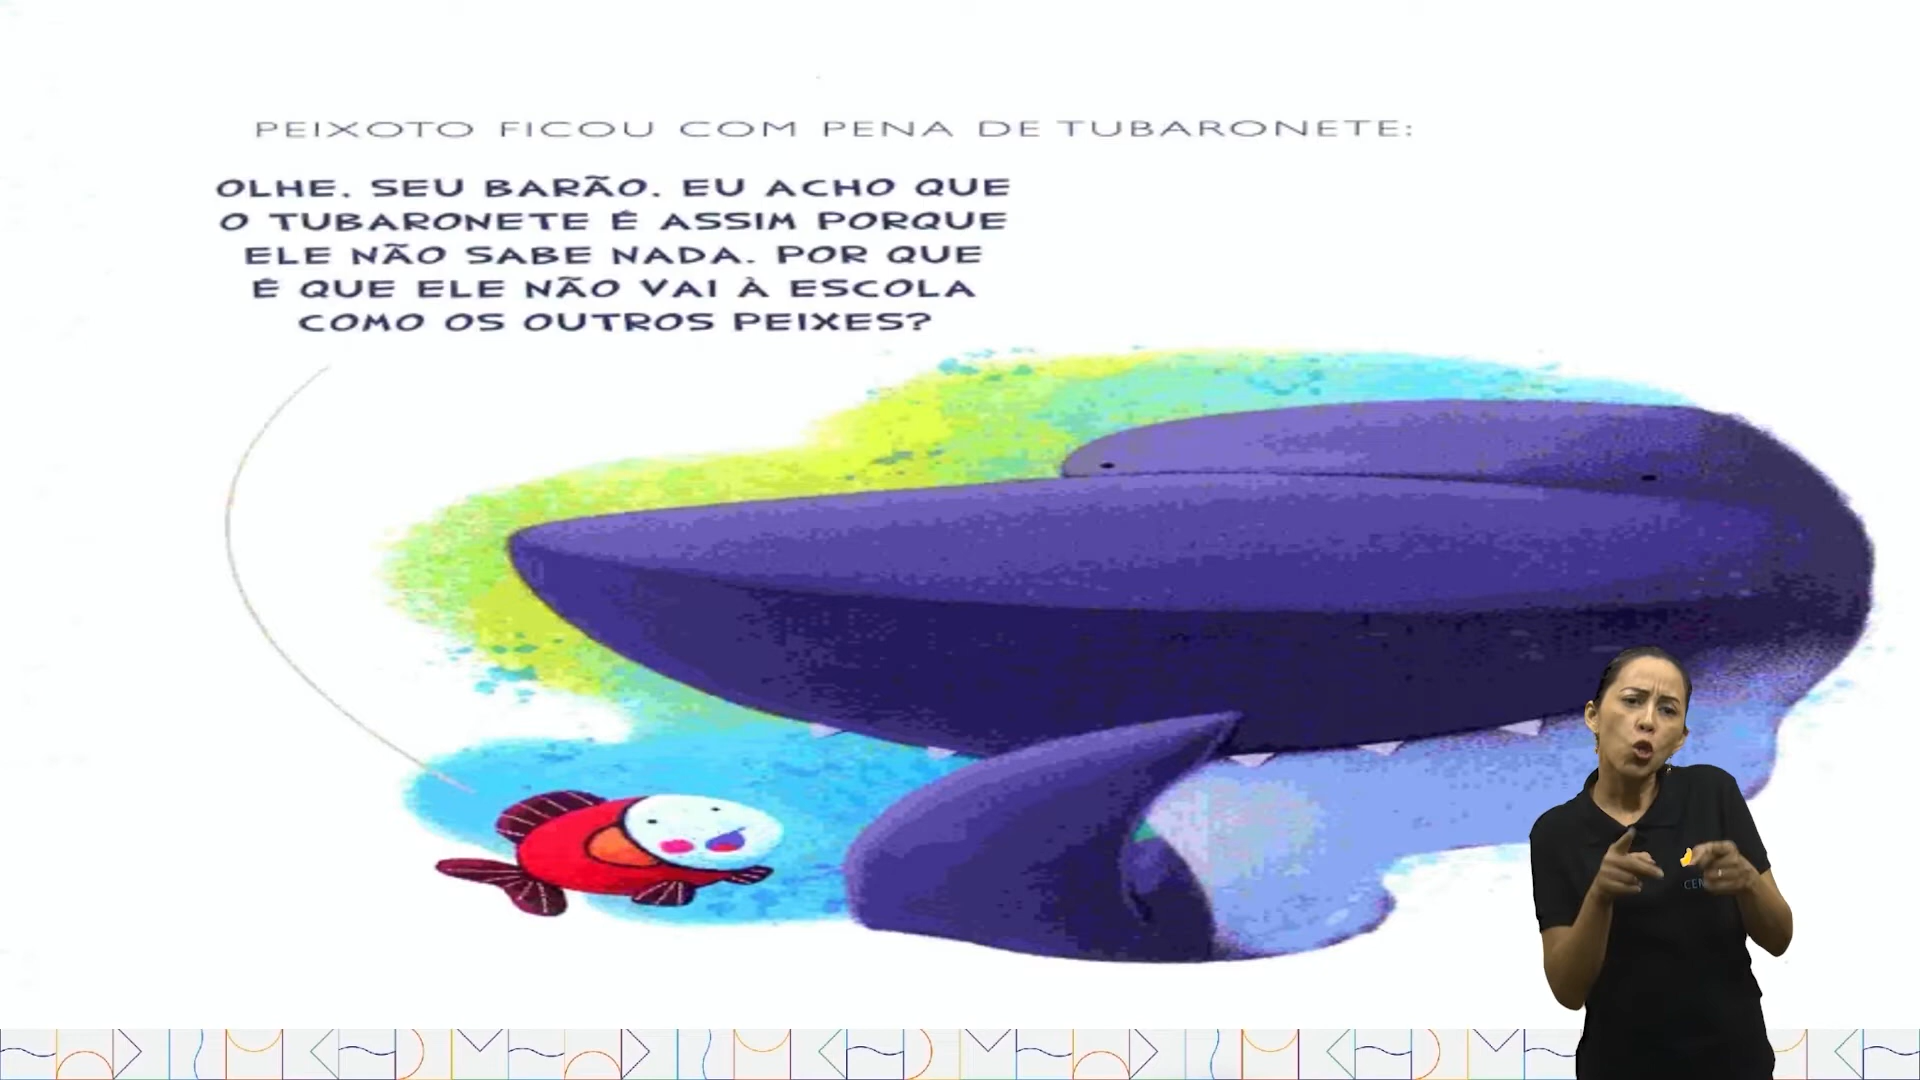 PEIXOTO FICOU COM PENA DE TUBARONETE:
OLHE, SEU BARÃO. EU ACHO QUE
O TUBARONETE É ASSIM PORQUE
ELE NÃO SABE NADA. POR QUE
É QUE ELE NÃO VAI À ESCOLA
COMO OS OUTROS PEIXES?